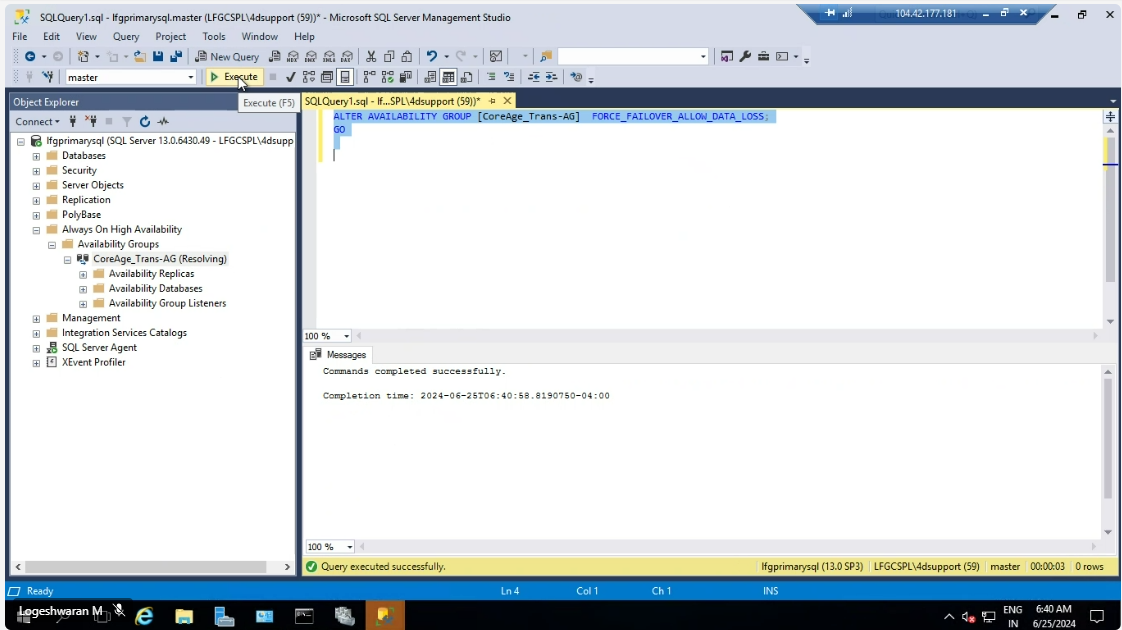 SQLQuery1.sql - lfgprimarysql.master (LFGCSPL\4dsupport (59))* - Microsoft SQL Server Management Studio
104.42.177.181
File Edit View Query Project Tools Window Help
New Query
master
Execute
Object Explorer
SQLQuery1.sql - lf...SPL\4dsupport (59))*
Execute (F5)
Connect
lfgprimarysql (SQL Server 13.0.6430.49 - LFGCSPL\4dsupp
Databases
Security
Server Objects
Replication
PolyBase
Always On High Availability
Availability Groups
CoreAge_Trans-AG (Resolving)
Availability Replicas
Availability Databases
Availability Group Listeners
Management
Integration Services Catalogs
SQL Server Agent
XEvent Profiler
ALTER AVAILABILITY GROUP [CoreAge_Trans-AG] FORCE_FAILOVER_ALLOW_DATA_LOSS;
GO
100 %
Messages
Commands completed successfully.
Completion time: 2024-06-25T06:40:58.8190750-04:00
100 %
Query executed successfully.
lfgprimarysql (13.0 SP3) LFGCSPL\4dsupport (59) master 00:00:03 0 rows
Ready
Ln 4 Col 1 Ch 1 INS
Logeshwaran M
ENG
IN
6:40 AM
6/25/2024